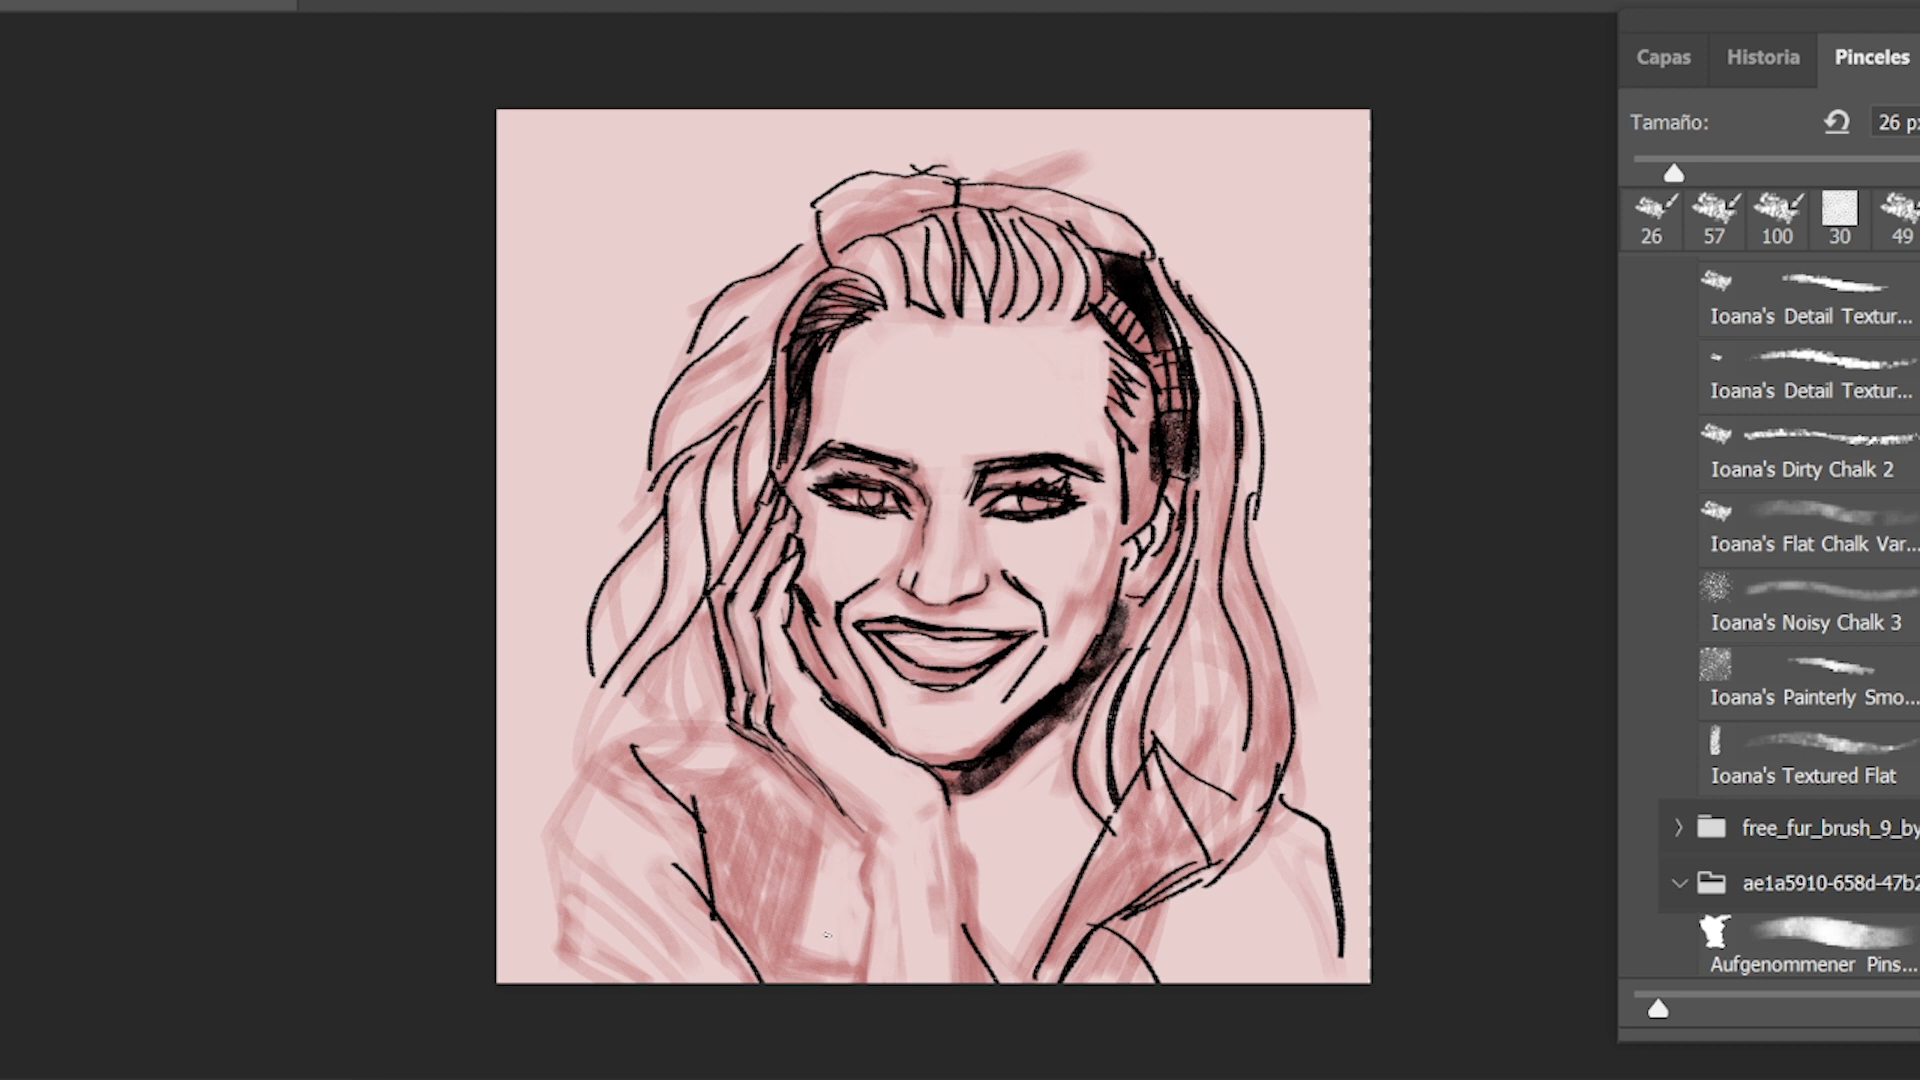 Capas Historia Pinceles
Tamaño: 26 px
26 57 100 30 49
Ioana's Detail Textur...
Ioana's Detail Textur...
Ioana's Dirty Chalk 2
Ioana's Flat Chalk Var...
Ioana's Noisy Chalk 3
Ioana's Painterly Smo...
Ioana's Textured Flat
free_fur_brush_9_by
ae1a5910-658d-47b2
Aufgenommener Pins...